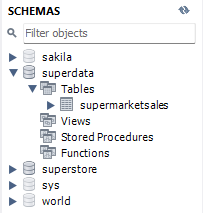 SCHEMAS
Filter objects
sakila
superdata
Tables
supermarketsales
Views
Stored Procedures
Functions
superstore
sys
world